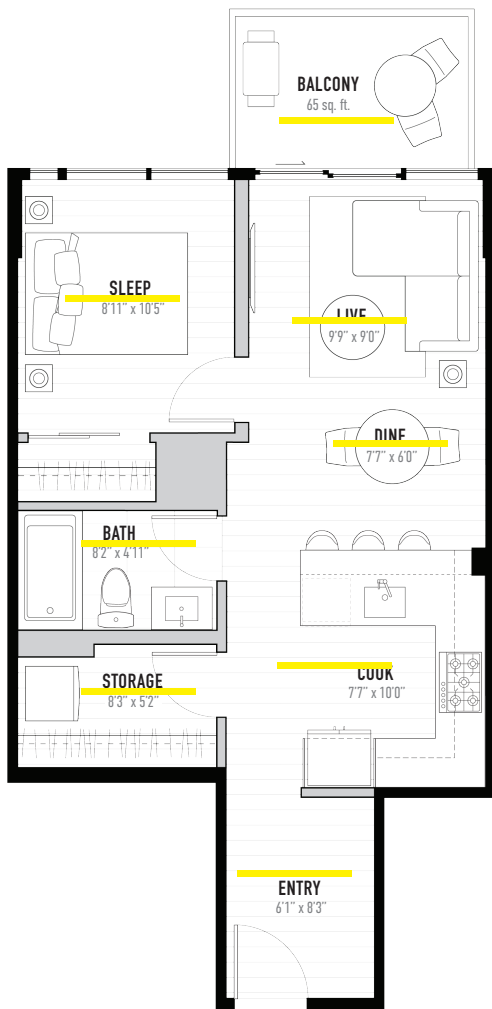 BALCONY
65 sq. ft.
SLEEP
8'11" x 10'5"
LIVE
9'9" x 9'0"
DINE
7'7" x 6'0"
BATH
8'2" x 4'11"
COOK
7'7" x 10'0"
STORAGE
8'3" x 5'2"
ENTRY
6'1" x 8'3"